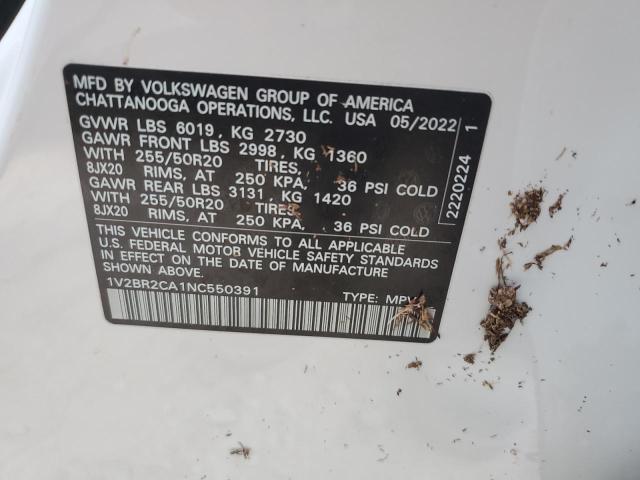 MFD BY VOLKSWAGEN GROUP OF AMERICA
CHATTANOOGA OPERATIONS, LLC. USA 05/2022
GVWR LBS 6019, KG 2730
GAWR FRONT LBS 2998, KG 1360
WITH 255/50R20 TIRES,
8JX20 RIMS, AT 250 KPA, 36 PSI COLD
GAWR REAR LBS 3131, KG 1420
WITH 255/50R20 TIRES,
8JX20 RIMS, AT 250 KPA, 36 PSI COLD
THIS VEHICLE CONFORMS TO ALL APPLICABLE
U.S. FEDERAL MOTOR VEHICLE SAFETY STANDARDS
IN EFFECT ON THE DATE OF MANUFACTURE
SHOWN ABOVE.
1V2BR2CA1NC550391 TYPE: MPV
2220224 1